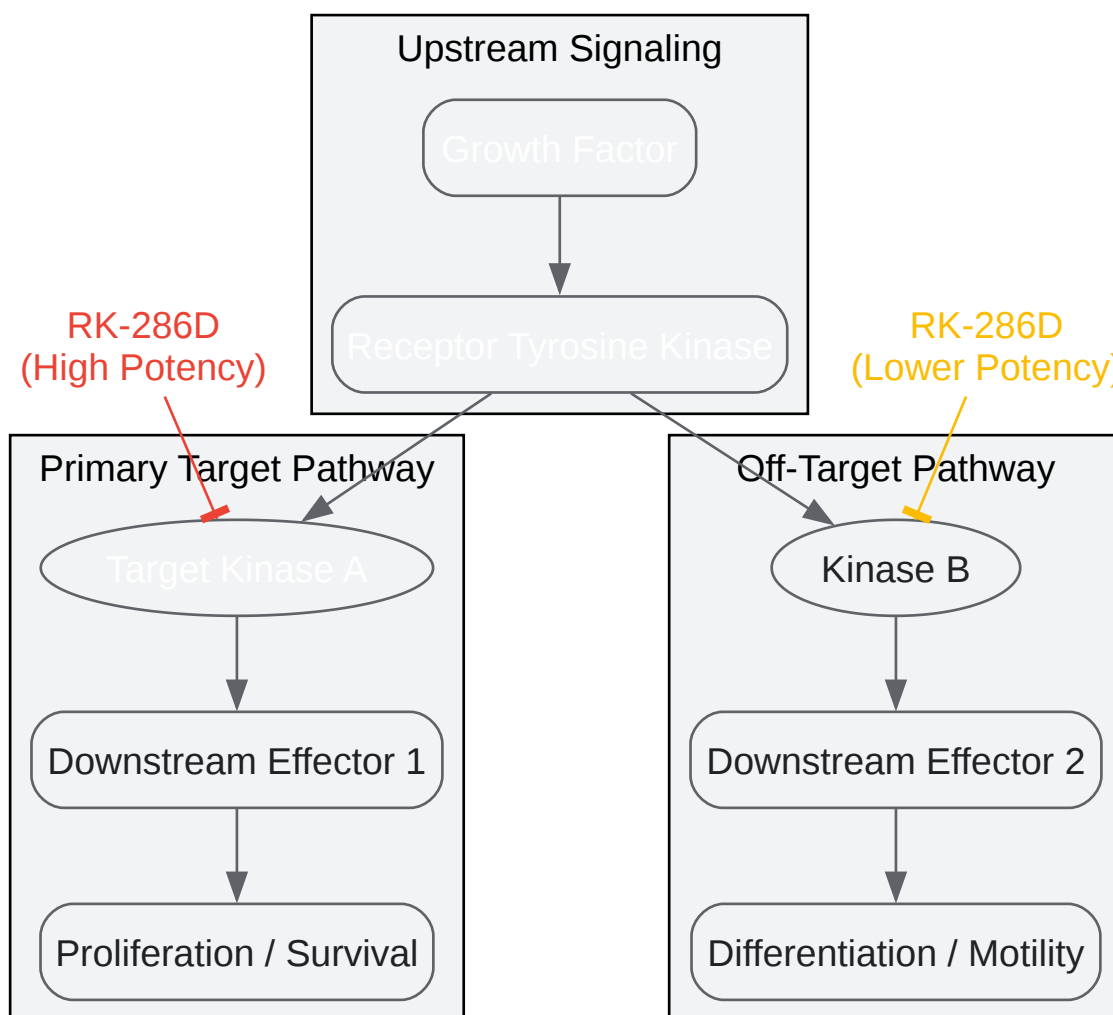 Upstream Signaling
Growth Factor
Receptor Tyrosine Kinase
RK-286D
(High Potency)
RK-286D
(Lower Potency)
Primary Target Pathway
Target Kinase A
Downstream Effector 1
Proliferation / Survival
Off-Target Pathway
Kinase B
Downstream Effector 2
Differentiation / Motility